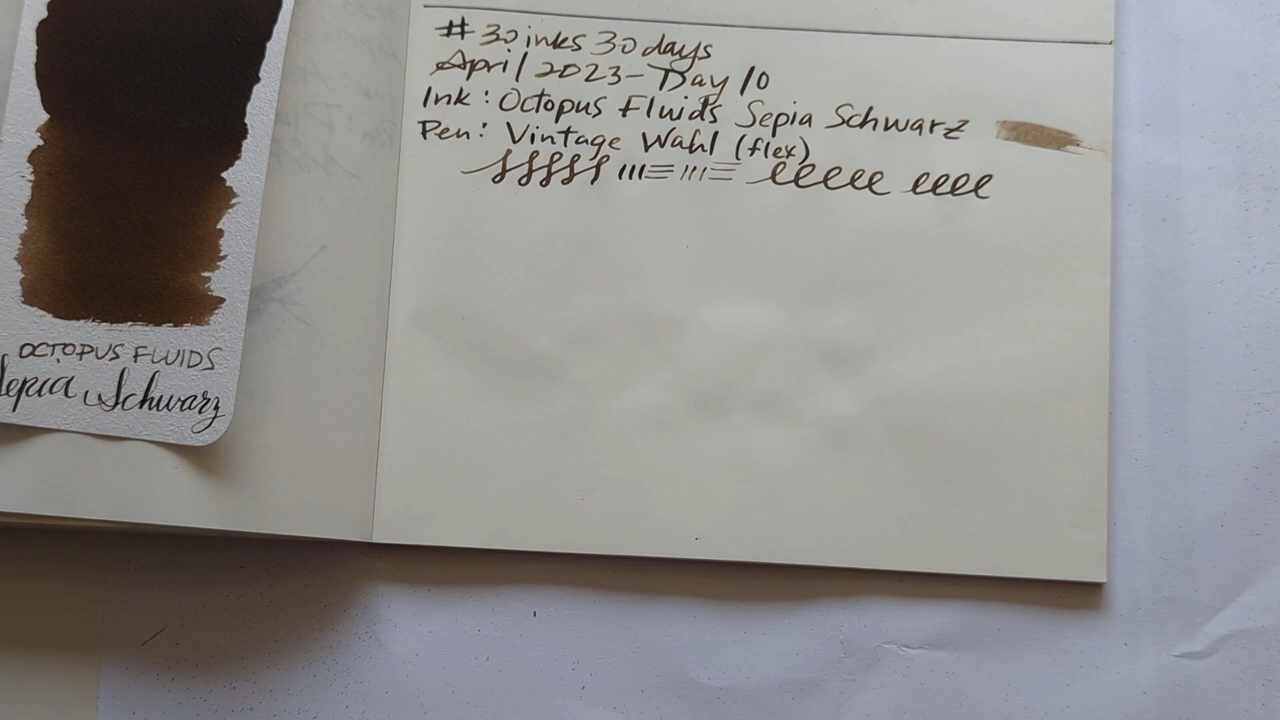 #30inks30days
April 2023 - Day 10
Ink: Octopus Fluids Sepia Schwarz
Pen: Vintage Wahl (flex)
OCTOPUS FLUIDS
Sepia Schwarz